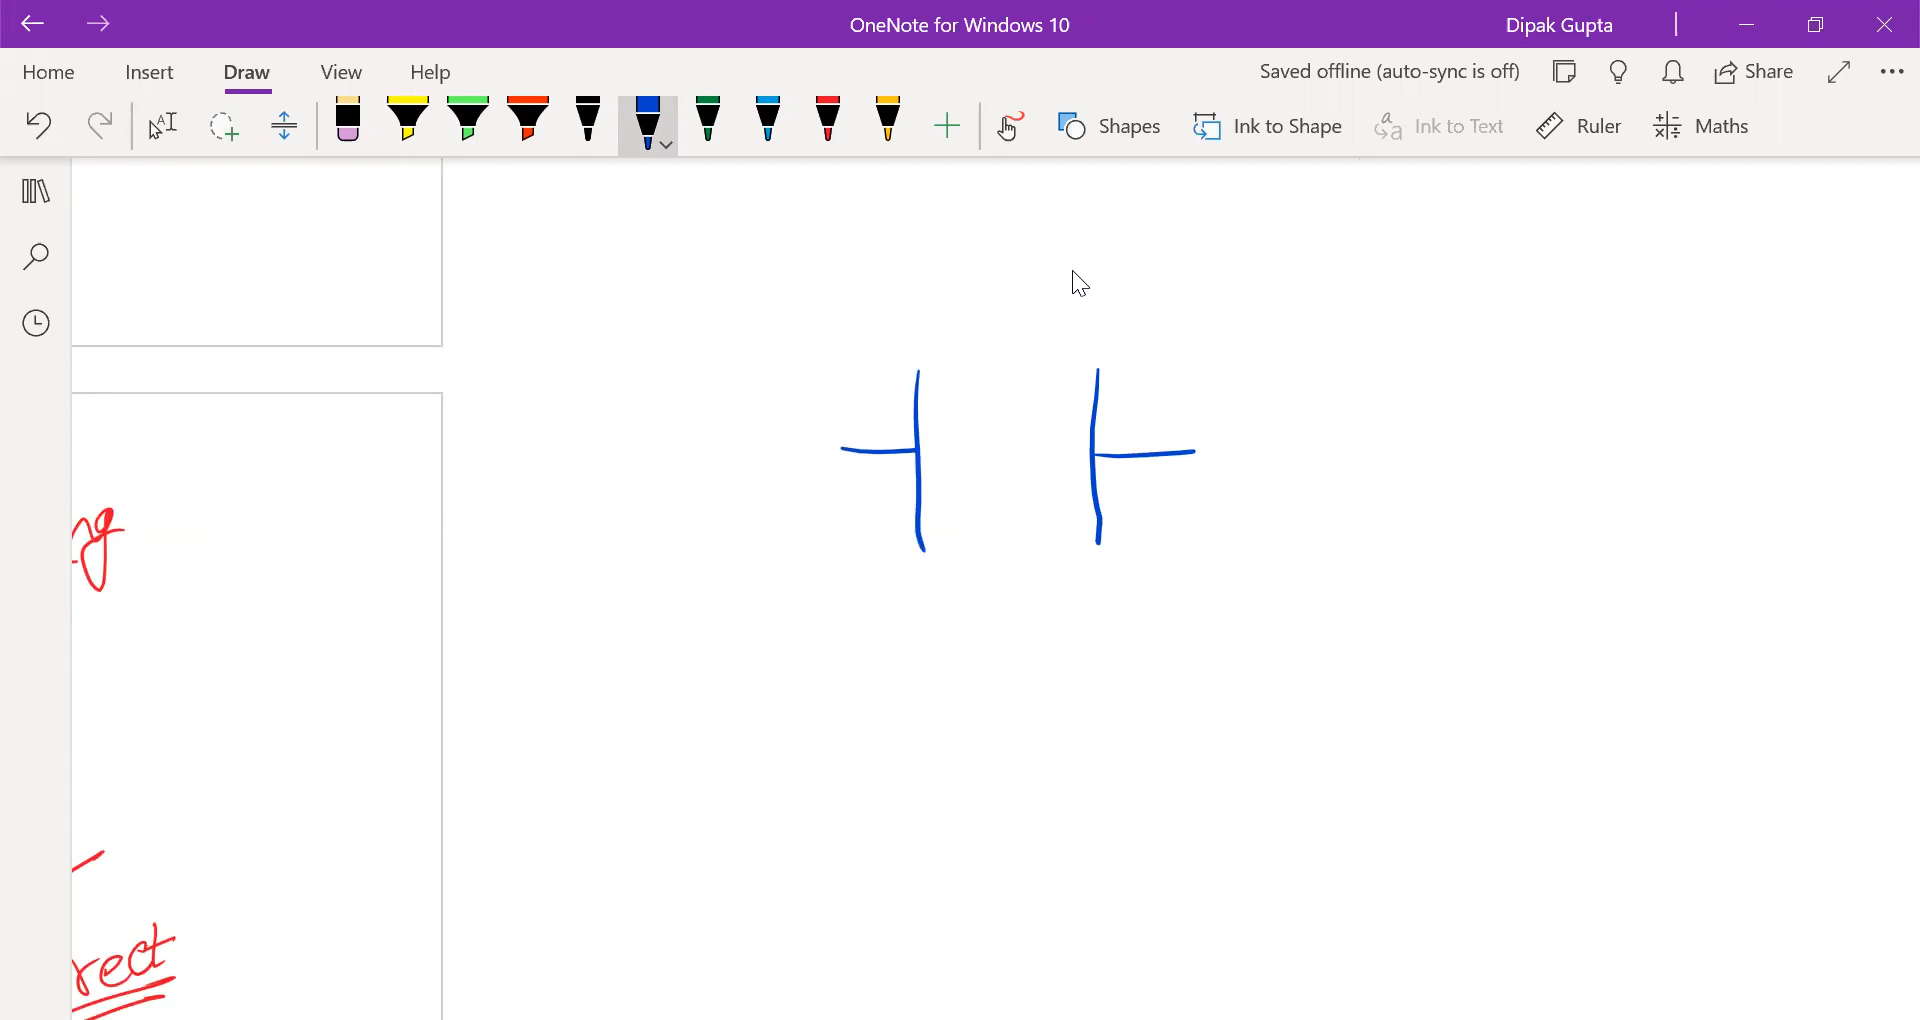 OneNote for Windows 10
Dipak Gupta
Home Insert Draw View Help
Saved offline (auto-sync is off)
Share
Shapes
Ink to Shape
Ink to Text
Ruler
Maths
rect